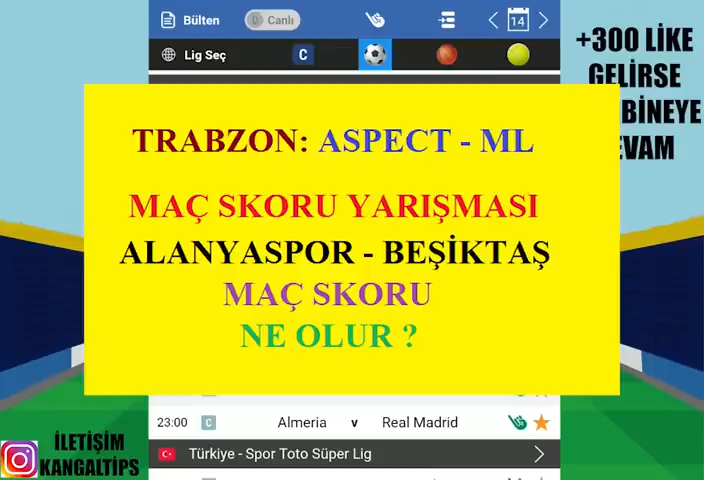 Bülten
Canlı
14
Lig Seç
C
+300 LİKE
GELİRSE
BİNEYE
EVAM
TRABZON: ASPECT - ML
MAÇ SKORU YARIŞMASI
ALANYASPOR - BEŞİKTAŞ
MAÇ SKORU
NE OLUR ?
23:00 C Almeria v Real Madrid
Türkiye - Spor Toto Süper Lig
İLETİŞİM
KANGALTIPS